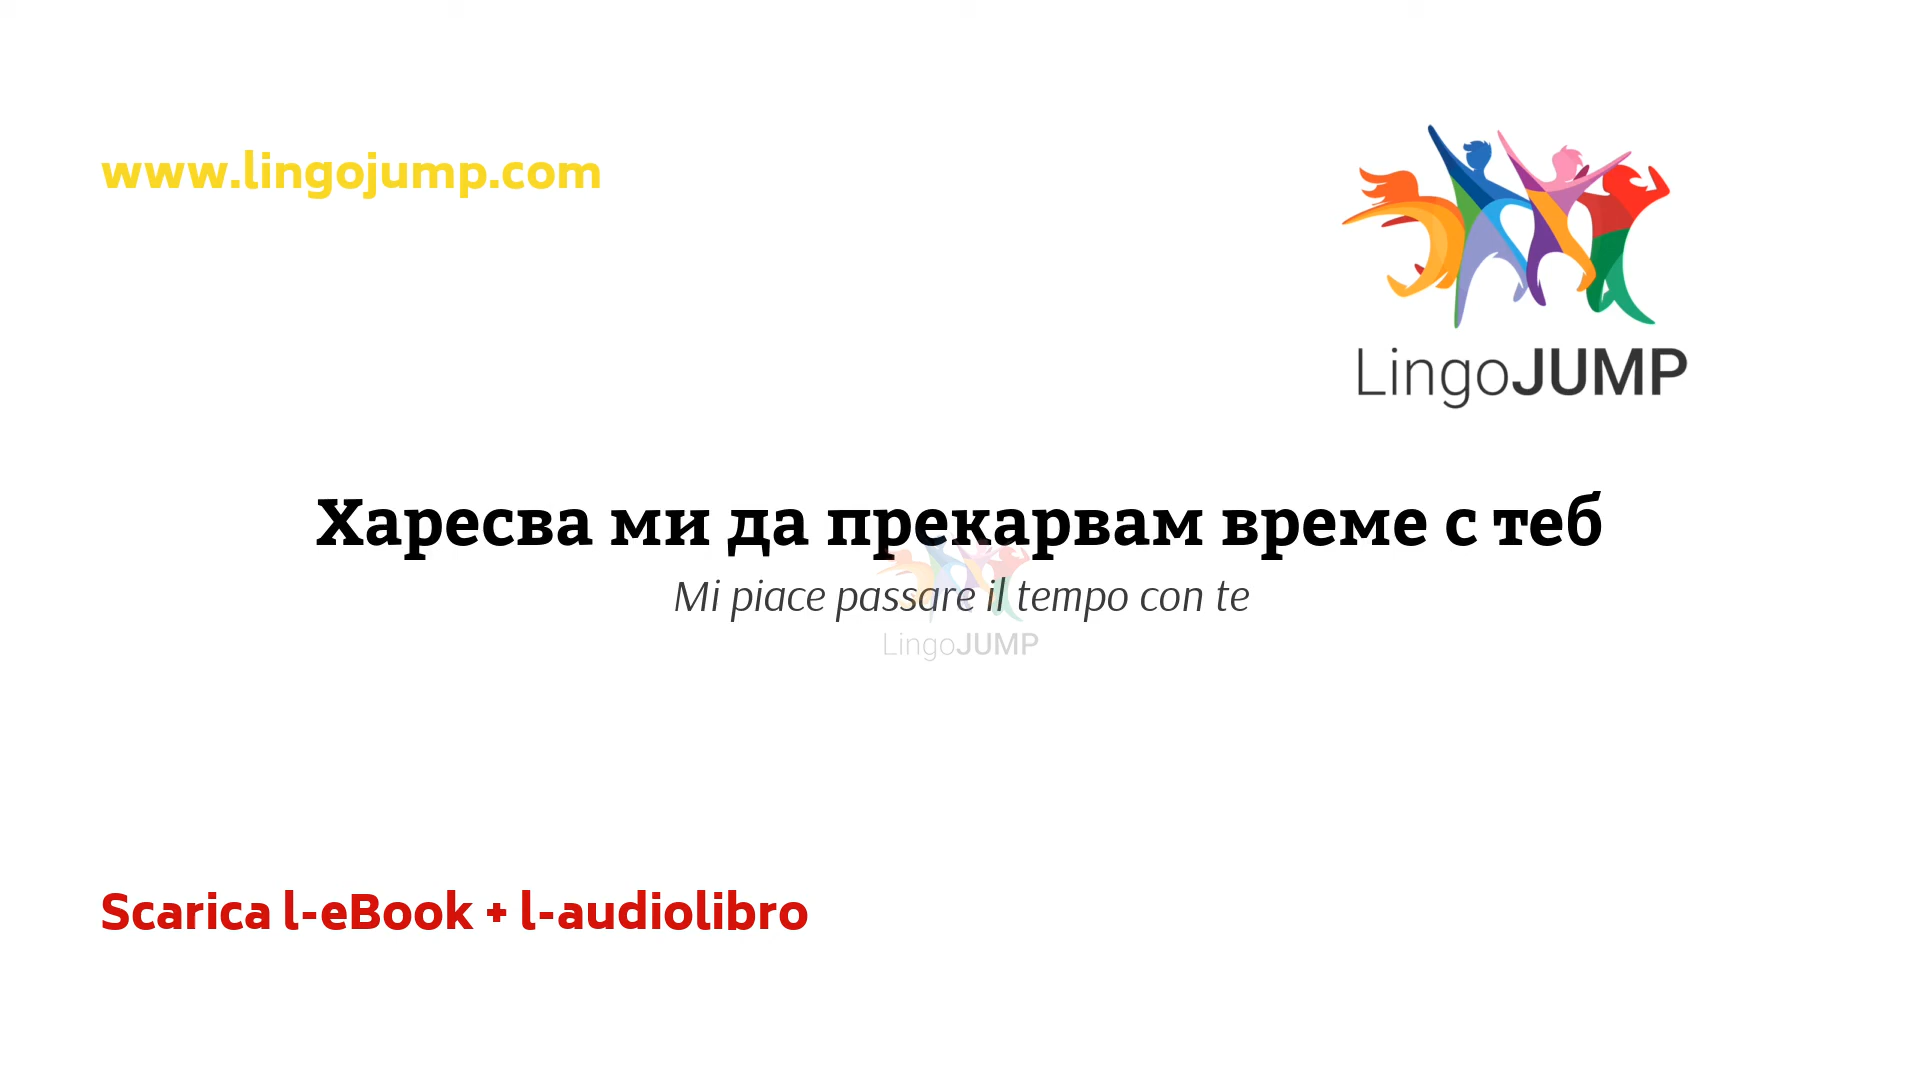 www.lingojump.com
LingoJUMP
Харесва ми да прекарвам време с теб
Mi piace passare il tempo con te
LingoJUMP
Scarica l-eBook + l-audiolibro